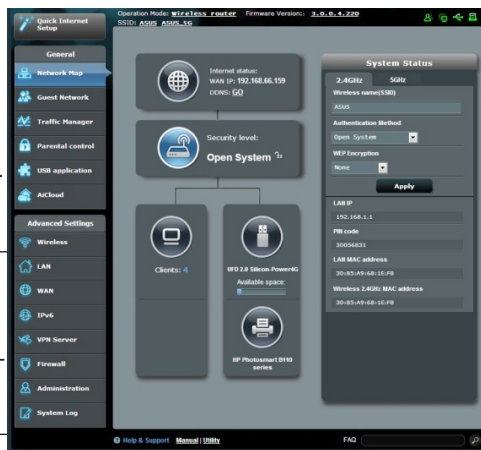 Quick Internet
Setup
Operation Mode: Wireless router Firmware Version: 3.0.0.4.220
SSID: ASUS ASUS_5G
General
Network Map
Guest Network
Traffic Manager
Parental control
USB application
AiCloud
Advanced Settings
Wireless
LAN
WAN
IPv6
VPN Server
Firewall
Administration
System Log
Internet status:
WAN IP: 192.168.66.159
DDNS: GO
Security level:
Open System
Clients: 4
UFD 2.0 Silicon-Power4G
Available space:
HP Photosmart B110
series
System Status
2.4GHz 5GHz
Wireless name(SSID)
ASUS
Authentication Method
Open System
WEP Encryption
None
Apply
LAN IP
192.168.1.1
PIN code
30056831
LAN MAC address
30:85:A9:68:1E:F8
Wireless 2.4GHz MAC address
30:85:A9:68:1E:F8
Help & Support Manual | Utility FAQ